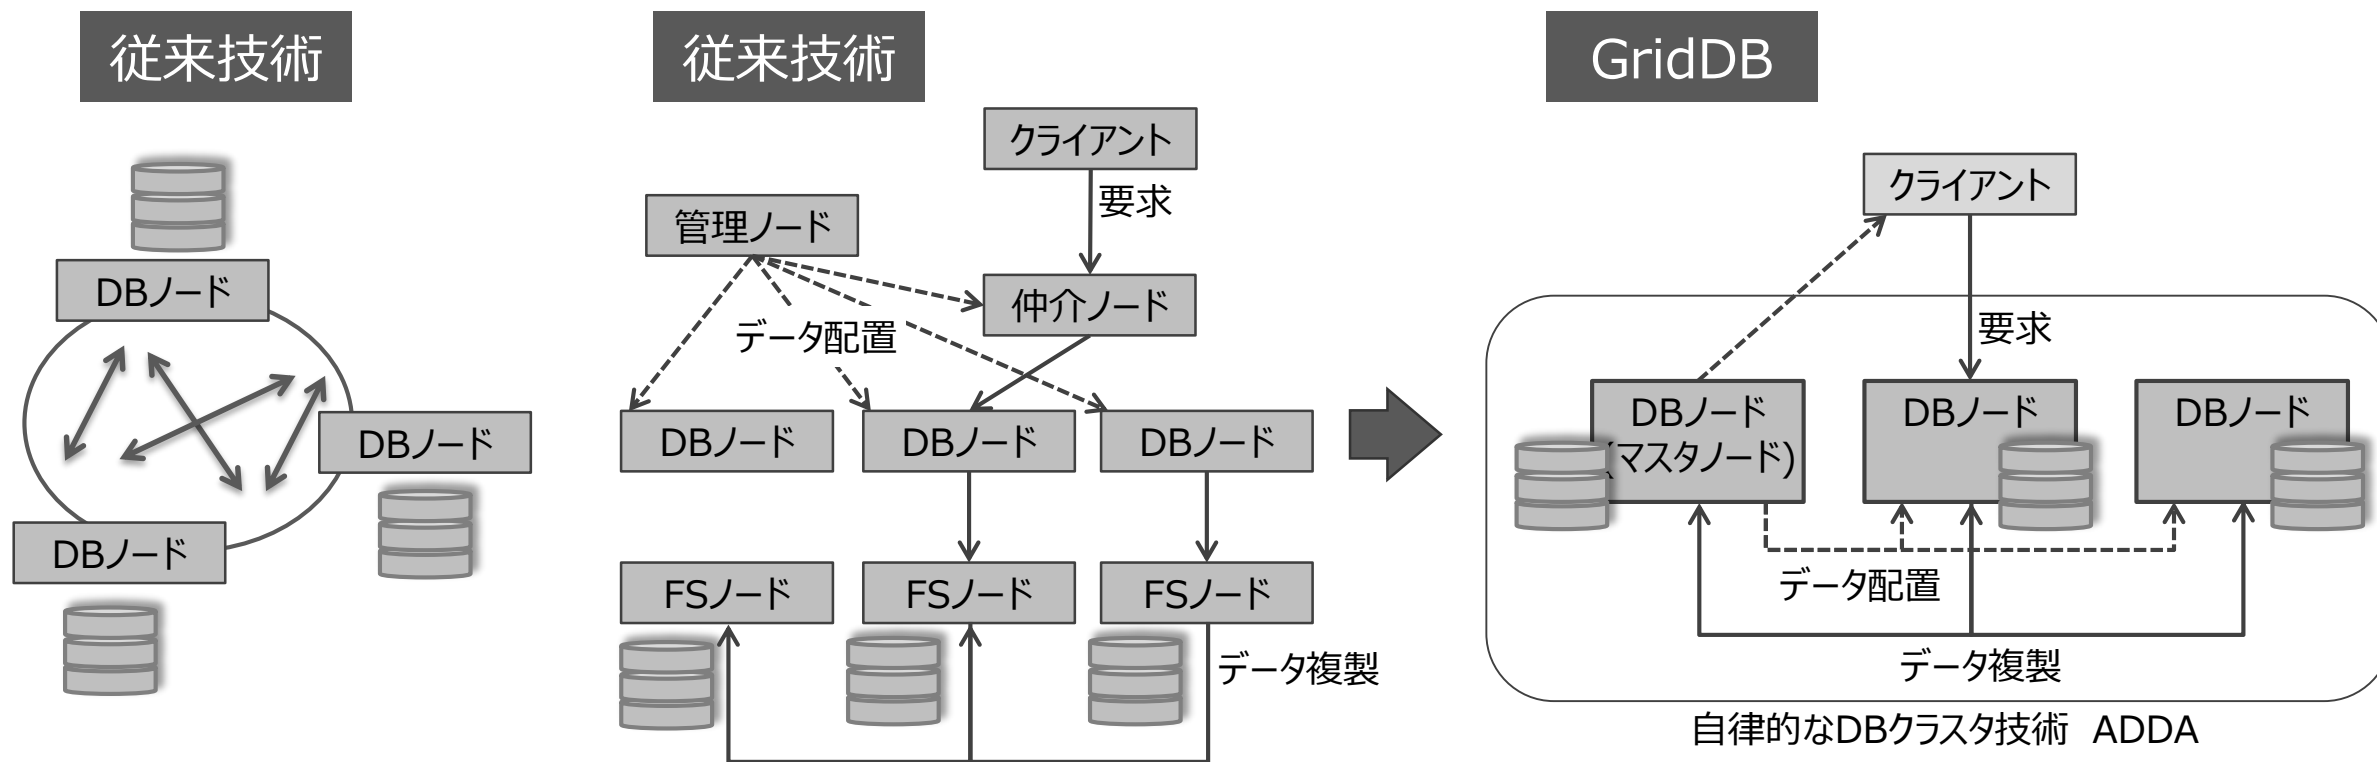 従来技術
DBノード
DBノード
DBノード
従来技術
クライアント
要求
管理ノード
仲介ノード
データ配置
DBノード
DBノード
DBノード
FSノード
FSノード
FSノード
データ複製
GridDB
クライアント
要求
DBノード
(マスタノード)
DBノード
DBノード
データ配置
データ複製
自律的なDBクラスタ技術 ADDA